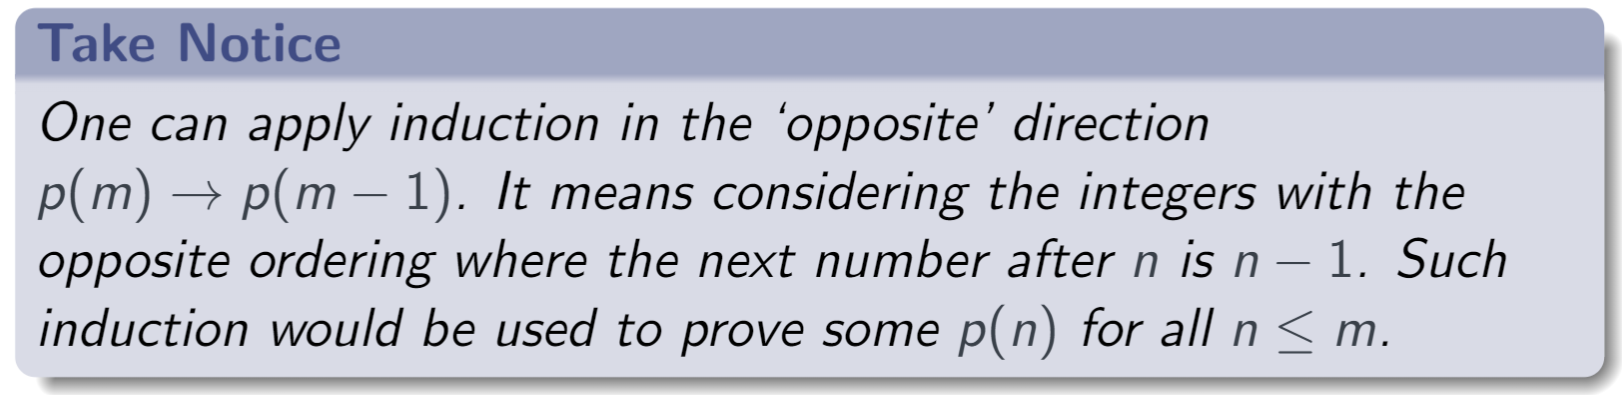 Take Notice
One can apply induction in the ‘opposite’ direction
p(m) → p(m − 1). It means considering the integers with the
opposite ordering where the next number after n is n − 1. Such
induction would be used to prove some p(n) for all n ≤ m.